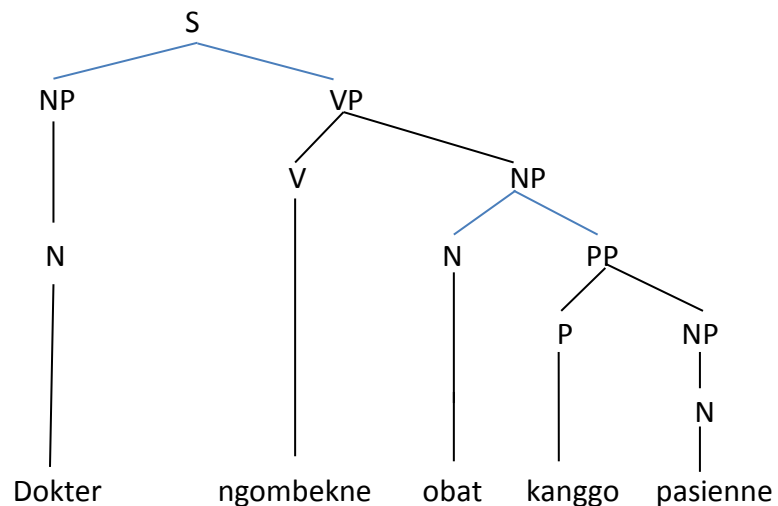 S
NP VP
V NP
N N PP
P NP
N
Dokter ngombekne obat kanggo pasienne